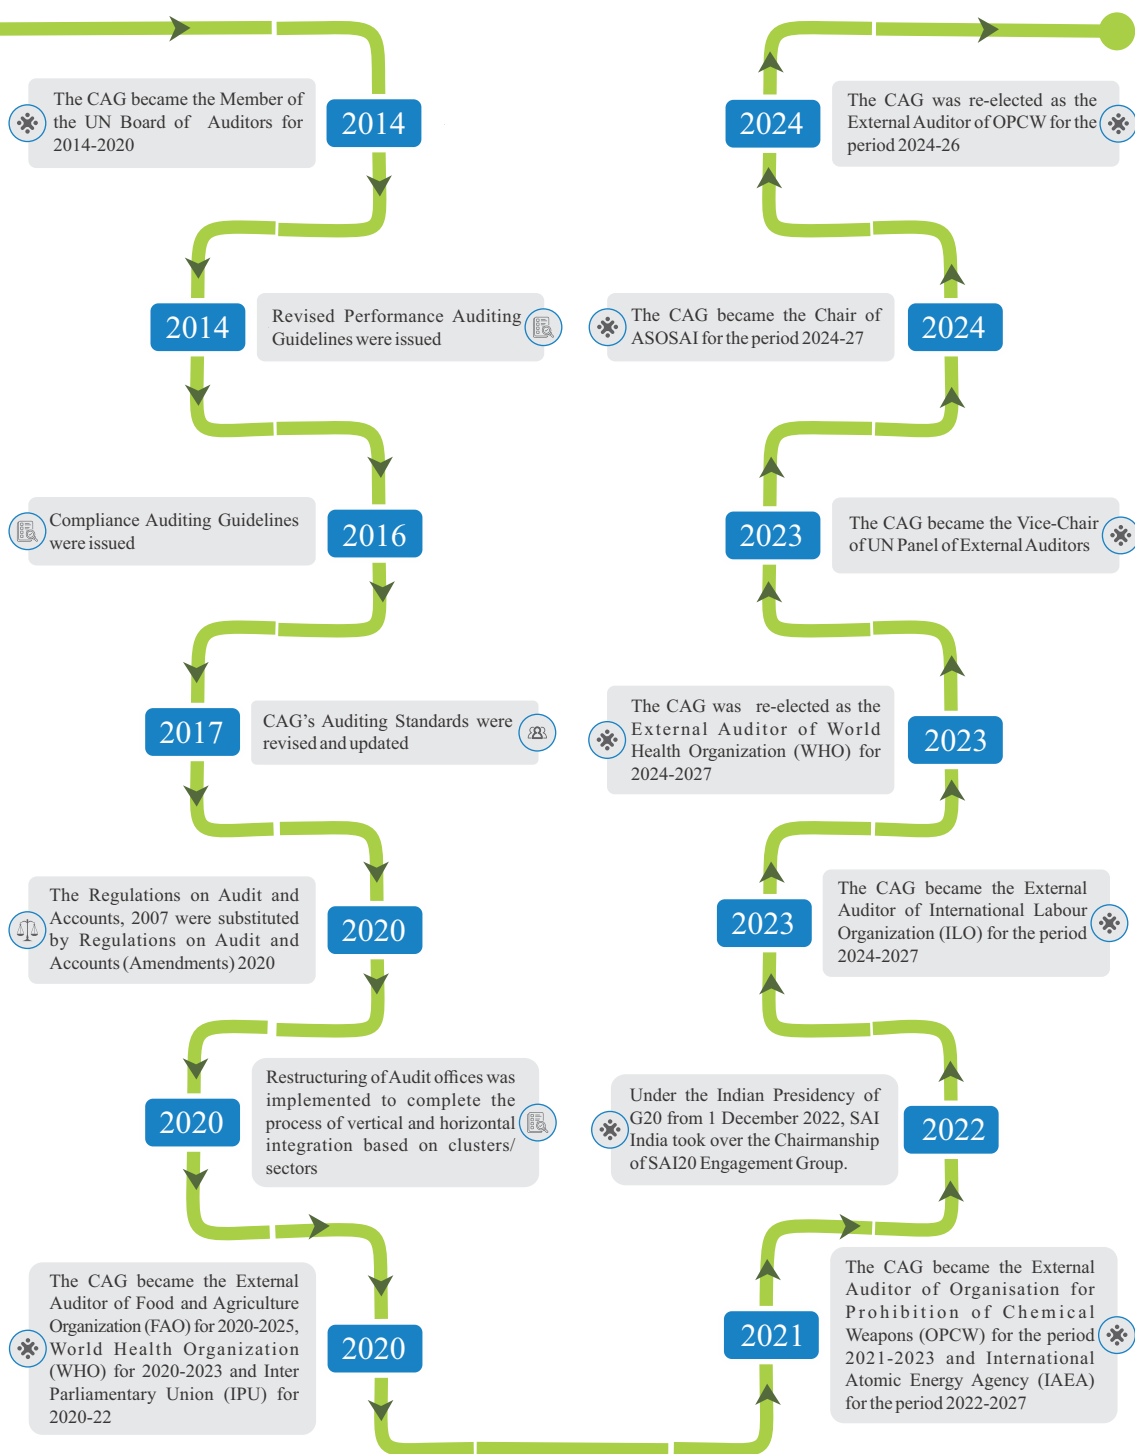 The CAG became the Member of
the UN Board of Auditors for
2014-2020
2014
2014
Revised Performance Auditing
Guidelines were issued
Compliance Auditing Guidelines
were issued
2016
2017
CAG's Auditing Standards were
revised and updated
The Regulations on Audit and
Accounts, 2007 were substituted
by Regulations on Audit and
Accounts (Amendments) 2020
2020
2020
Restructuring of Audit offices was
implemented to complete the
process of vertical and horizontal
integration based on clusters/
sectors
The CAG became the External
Auditor of Food and Agriculture
Organization (FAO) for 2020-2025,
World Health Organization
(WHO) for 2020-2023 and Inter
Parliamentary Union (IPU) for
2020-22
2020
2021
The CAG became the External
Auditor of Organisation for
Prohibition of Chemical
Weapons (OPCW) for the period
2021-2023 and International
Atomic Energy Agency (IAEA)
for the period 2022-2027
Under the Indian Presidency of
G20 from 1 December 2022, SAI
India took over the Chairmanship
of SAI20 Engagement Group.
2022
2023
The CAG became the External
Auditor of International Labour
Organization (ILO) for the period
2024-2027
The CAG was re-elected as the
External Auditor of World
Health Organization (WHO) for
2024-2027
2023
2023
The CAG became the Vice-Chair
of UN Panel of External Auditors
The CAG became the Chair of
ASOSAI for the period 2024-27
2024
2024
The CAG was re-elected as the
External Auditor of OPCW for the
period 2024-26